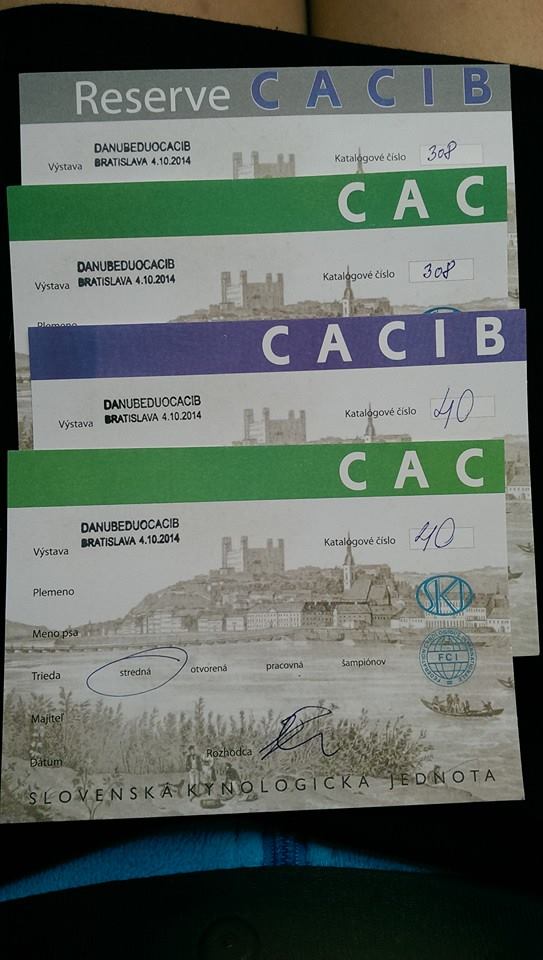 Reserve CACIB
DANUBEDUOCACIB
Výstava BRATISLAVA 4.10.2014
Katalógové číslo 308
CAC
DANUBEDUOCACIB
Výstava BRATISLAVA 4.10.2014
Katalógové číslo 308
Plemeno
CACIB
DANUBEDUOCACIB
Výstava BRATISLAVA 4.10.2014
Katalógové číslo 40
CAC
DANUBEDUOCACIB
Výstava BRATISLAVA 4.10.2014
Katalógové číslo 40
Plemeno
SKJ
Meno psa
FCI
Trieda stredná otvorená pracovná šampiónov
Majiteľ
Dátum Rozhodca
SLOVENSKÁ KYNOLOGICKÁ JEDNOTA